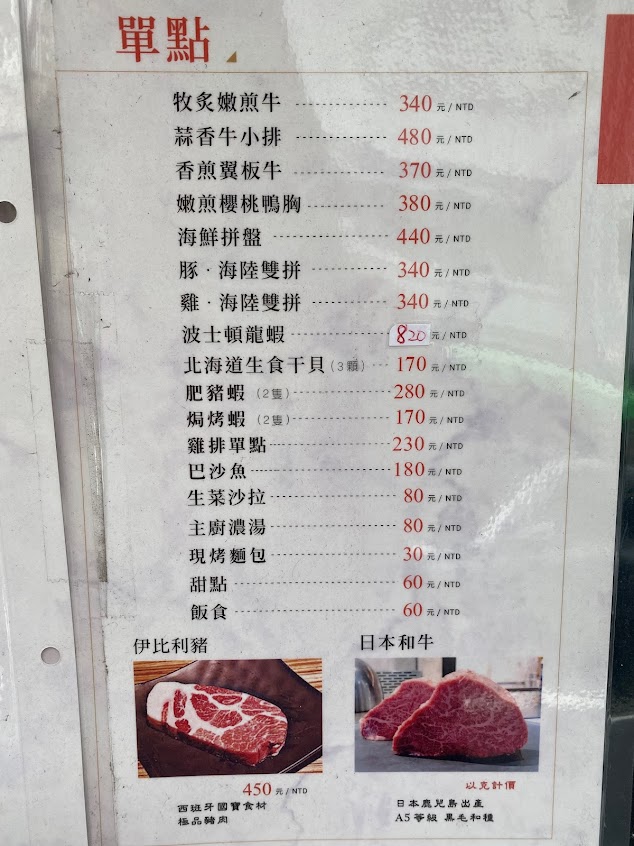 單點
牧炙嫩煎牛 340 元 / NTD
蒜香牛小排 480 元 / NTD
香煎翼板牛 370 元 / NTD
嫩煎櫻桃鴨胸 380 元 / NTD
海鮮拼盤 440 元 / NTD
豚·海陸雙拼 340 元 / NTD
雞·海陸雙拼 340 元 / NTD
波士頓龍蝦 820 元 / NTD
北海道生食干貝(3顆) 170 元 / NTD
肥豬蝦 (2隻) 280 元 / NTD
焗烤蝦 (2隻) 170 元 / NTD
雞排單點 230 元 / NTD
巴沙魚 180 元 / NTD
生菜沙拉 80 元 / NTD
主廚濃湯 80 元 / NTD
現烤麵包 30 元 / NTD
甜點 60 元 / NTD
飯食 60 元 / NTD
伊比利豬
450 元 / NTD
西班牙國寶食材
極品豬肉
日本和牛
以克計價
日本鹿兒島出產
A5等級 黑毛和種